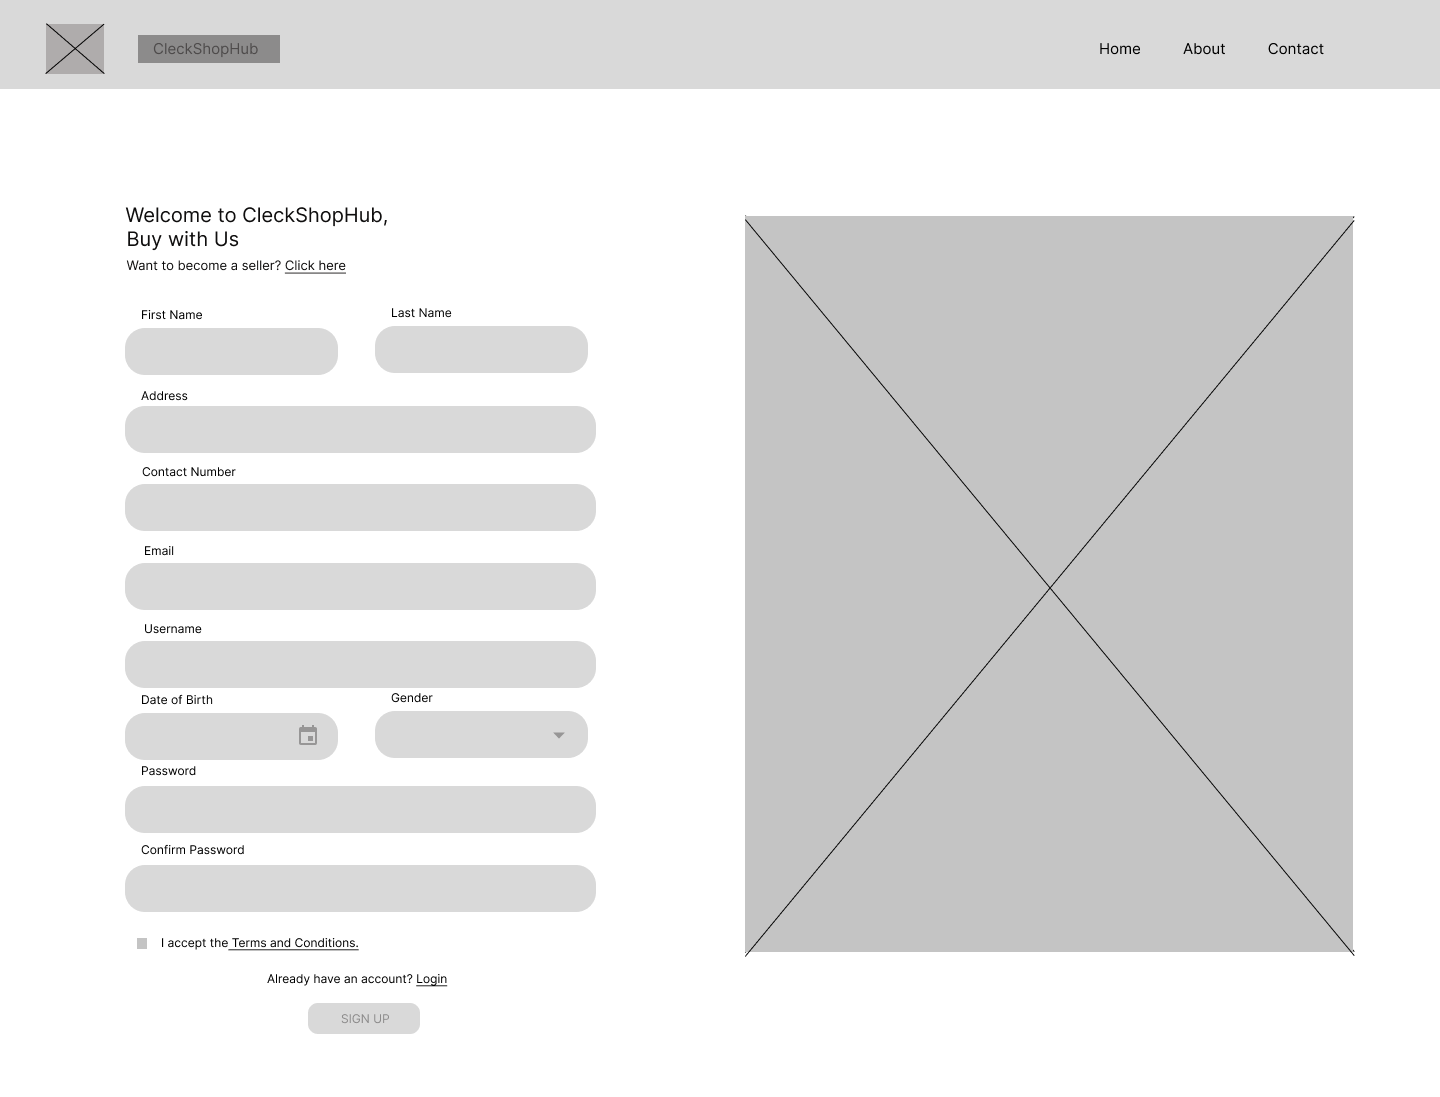 CleckShopHub
Home
About
Contact
Welcome to CleckShopHub,
Buy with Us
Want to become a seller? Click here
First Name
Last Name
Address
Contact Number
Email
Username
Date of Birth
Gender
Password
Confirm Password
I accept the Terms and Conditions.
Already have an account? Login
SIGN UP